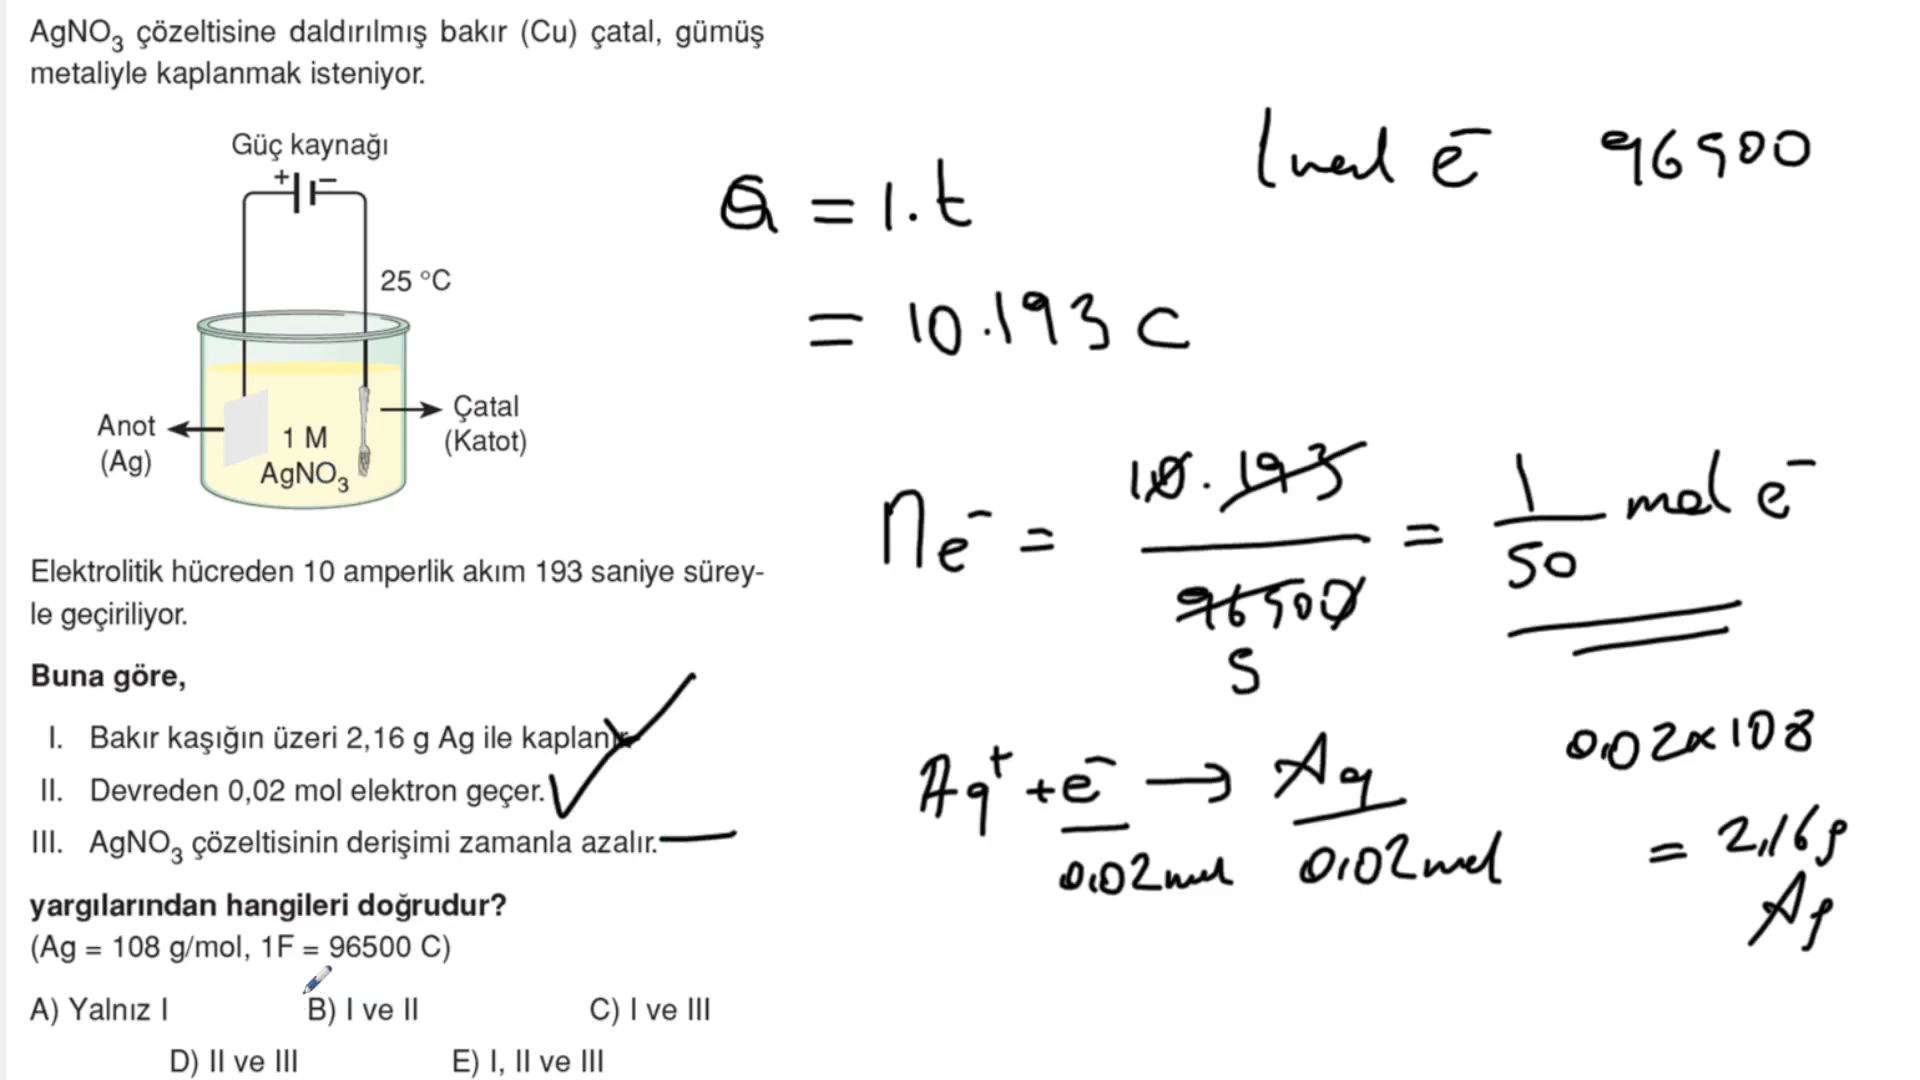 AgNO3 çözeltisine daldırılmış bakır (Cu) çatal, gümüş
metaliyle kaplanmak isteniyor.
Güç kaynağı
+ −
25 °C
Anot
(Ag)
1 M
AgNO3
Çatal
(Katot)
Elektrolitik hücreden 10 amperlik akım 193 saniye sürey-
le geçiriliyor.
Buna göre,
I. Bakır kaşığın üzeri 2,16 g Ag ile kaplanır.
II. Devreden 0,02 mol elektron geçer.
III. AgNO3 çözeltisinin derişimi zamanla azalır.
yargılarından hangileri doğrudur?
(Ag = 108 g/mol, 1F = 96500 C)
A) Yalnız I
B) I ve II
C) I ve III
D) II ve III
E) I, II ve III
1 mol e− 96500
Q = I.t
= 10.193 C
ne− = 10.193 / 96500 = 1/50 mol e−
5
Ag+ + e− → Ag
0,02 mol 0,02 mol
0,02 x 108
= 2,16 g
Ag